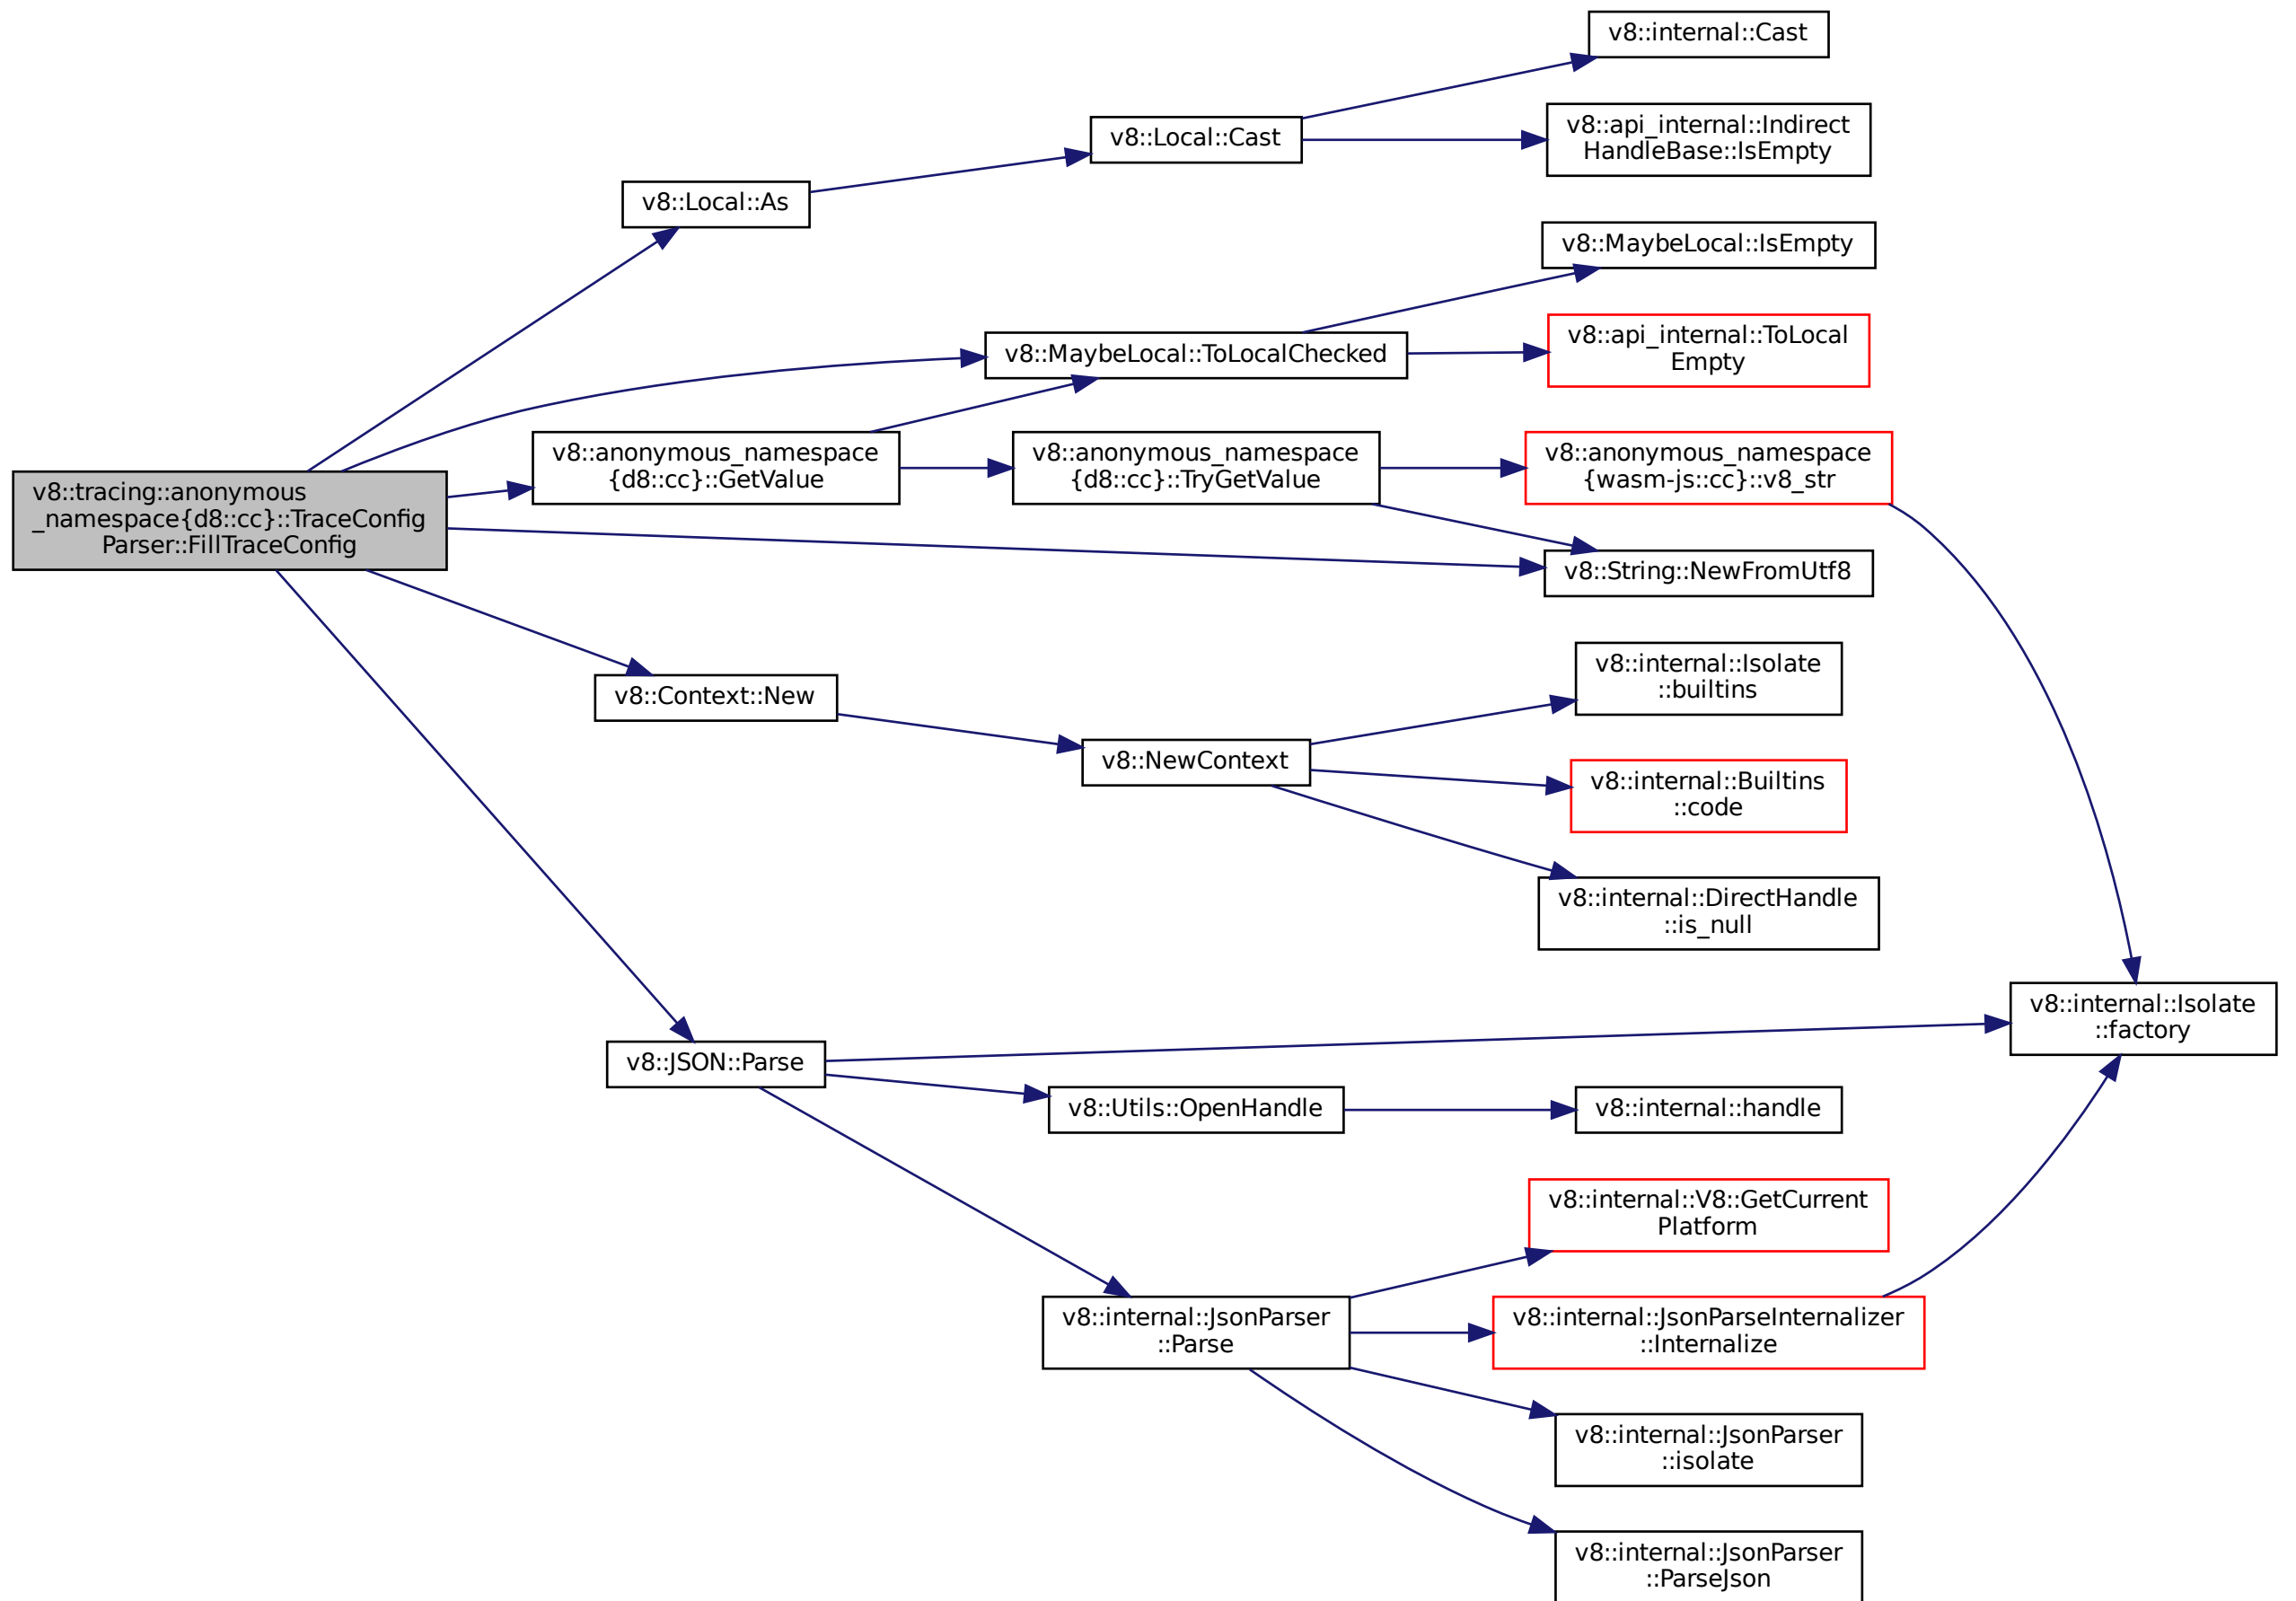 v8::internal::Cast
v8::api_internal::Indirect
HandleBase::IsEmpty
v8::Local::Cast
v8::Local::As
v8::MaybeLocal::IsEmpty
v8::MaybeLocal::ToLocalChecked
v8::api_internal::ToLocal
Empty
v8::anonymous_namespace
{d8::cc}::GetValue
v8::anonymous_namespace
{d8::cc}::TryGetValue
v8::anonymous_namespace
{wasm-js::cc}::v8_str
v8::tracing::anonymous
_namespace{d8::cc}::TraceConfig
Parser::FillTraceConfig
v8::String::NewFromUtf8
v8::Context::New
v8::internal::Isolate
::builtins
v8::NewContext
v8::internal::Builtins
::code
v8::internal::DirectHandle
::is_null
v8::internal::Isolate
::factory
v8::JSON::Parse
v8::Utils::OpenHandle
v8::internal::handle
v8::internal::V8::GetCurrent
Platform
v8::internal::JsonParser
::Parse
v8::internal::JsonParseInternalizer
::Internalize
v8::internal::JsonParser
::isolate
v8::internal::JsonParser
::ParseJson